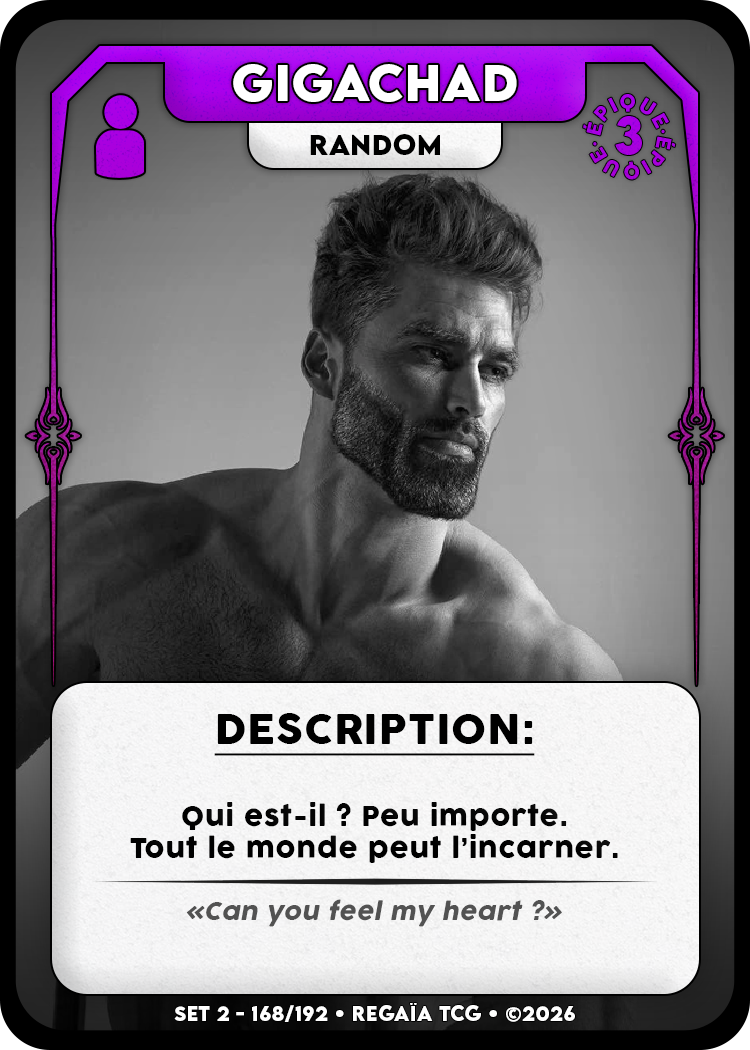 GIGACHAD
RANDOM
ÉPIQUE·ÉPIQUE·
3
DESCRIPTION:
Qui est-il ? Peu importe.
Tout le monde peut l’incarner.
«Can you feel my heart ?»
SET 2 - 168/192 • REGAÏA TCG • ©2026